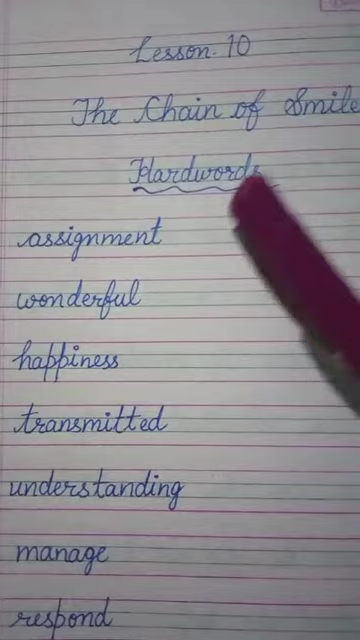 Lesson. 10
The Chain of Smile
Hardwords
assignment
wonderful
happiness
transmitted
understanding
manage
respond